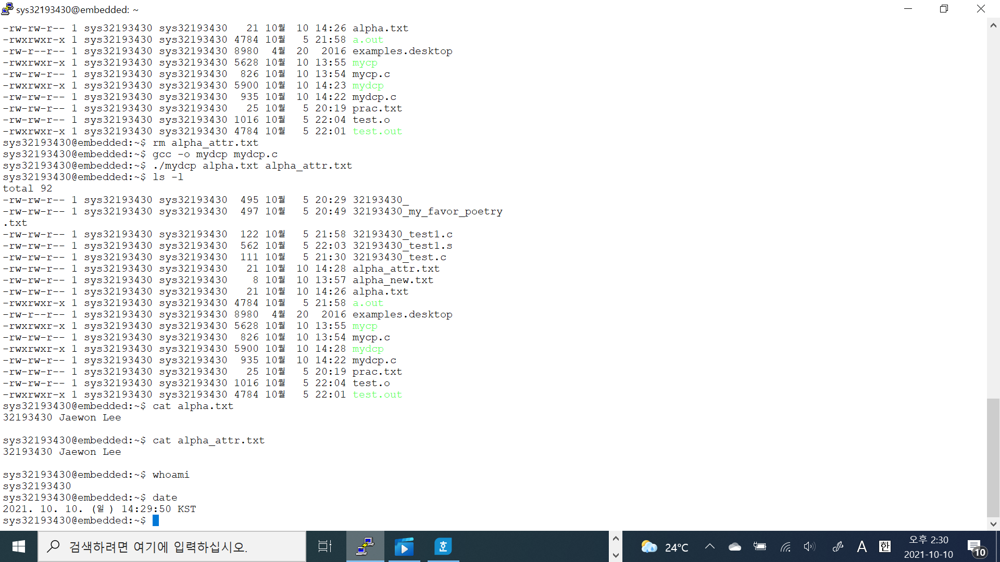 sys32193430@embedded: ~
-rw-rw-r-- 1 sys32193430 sys32193430   21 10월  10 14:26 alpha.txt
-rwxrwxr-x 1 sys32193430 sys32193430 4784 10월   5 21:58 a.out
-rw-r--r-- 1 sys32193430 sys32193430 8980  4월  20  2016 examples.desktop
-rwxrwxr-x 1 sys32193430 sys32193430 5628 10월  10 13:55 mycp
-rw-rw-r-- 1 sys32193430 sys32193430  826 10월  10 13:54 mycp.c
-rwxrwxr-x 1 sys32193430 sys32193430 5900 10월  10 14:23 mydcp
-rw-rw-r-- 1 sys32193430 sys32193430  935 10월  10 14:22 mydcp.c
-rw-rw-r-- 1 sys32193430 sys32193430   25 10월   5 20:19 prac.txt
-rw-rw-r-- 1 sys32193430 sys32193430 1016 10월   5 22:04 test.o
-rwxrwxr-x 1 sys32193430 sys32193430 4784 10월   5 22:01 test.out
sys32193430@embedded:~$ rm alpha_attr.txt
sys32193430@embedded:~$ gcc -o mydcp mydcp.c
sys32193430@embedded:~$ ./mydcp alpha.txt alpha_attr.txt
sys32193430@embedded:~$ ls -l
total 92
-rw-rw-r-- 1 sys32193430 sys32193430  495 10월   5 20:29 32193430_
-rw-rw-r-- 1 sys32193430 sys32193430  497 10월   5 20:49 32193430_my_favor_poetry
.txt
-rw-rw-r-- 1 sys32193430 sys32193430  122 10월   5 21:58 32193430_test1.c
-rw-rw-r-- 1 sys32193430 sys32193430  562 10월   5 22:03 32193430_test1.s
-rw-rw-r-- 1 sys32193430 sys32193430  111 10월   5 21:30 32193430_test.c
-rw-rw-r-- 1 sys32193430 sys32193430   21 10월  10 14:28 alpha_attr.txt
-rw-rw-r-- 1 sys32193430 sys32193430    8 10월  10 13:57 alpha_new.txt
-rw-rw-r-- 1 sys32193430 sys32193430   21 10월  10 14:26 alpha.txt
-rwxrwxr-x 1 sys32193430 sys32193430 4784 10월   5 21:58 a.out
-rw-r--r-- 1 sys32193430 sys32193430 8980  4월  20  2016 examples.desktop
-rwxrwxr-x 1 sys32193430 sys32193430 5628 10월  10 13:55 mycp
-rw-rw-r-- 1 sys32193430 sys32193430  826 10월  10 13:54 mycp.c
-rwxrwxr-x 1 sys32193430 sys32193430 5900 10월  10 14:28 mydcp
-rw-rw-r-- 1 sys32193430 sys32193430  935 10월  10 14:22 mydcp.c
-rw-rw-r-- 1 sys32193430 sys32193430   25 10월   5 20:19 prac.txt
-rw-rw-r-- 1 sys32193430 sys32193430 1016 10월   5 22:04 test.o
-rwxrwxr-x 1 sys32193430 sys32193430 4784 10월   5 22:01 test.out
sys32193430@embedded:~$ cat alpha.txt
32193430 Jaewon Lee
sys32193430@embedded:~$ cat alpha_attr.txt
32193430 Jaewon Lee
sys32193430@embedded:~$ whoami
sys32193430
sys32193430@embedded:~$ date
2021. 10. 10. (일 ) 14:29:50 KST
sys32193430@embedded:~$
검색하려면 여기에 입력하십시오.
호
24°C
A
한
오후 2:30
2021-10-10
10